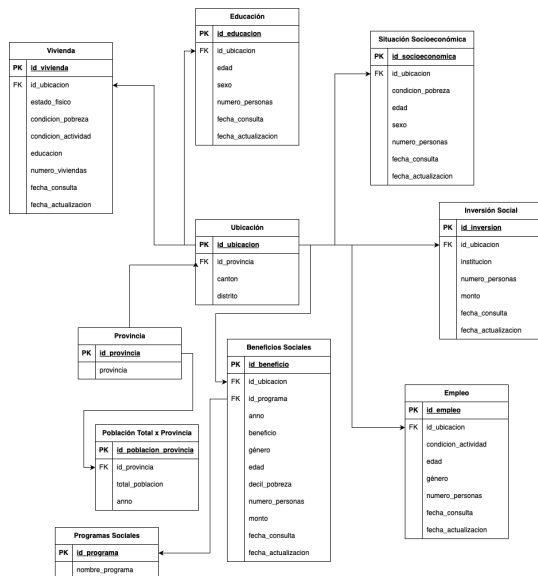 Educación
PK id_educacion
FK id_ubicacion
edad
sexo
numero_personas
fecha_consulta
fecha_actualizacion
Situación Socioeconómica
PK id_socioeconomica
FK id_ubicacion
condicion_pobreza
edad
sexo
numero_personas
fecha_consulta
fecha_actualizacion
Vivienda
PK id_vivienda
FK id_ubicacion
estado_fisico
condicion_pobreza
condicion_actividad
educacion
numero_viviendas
fecha_consulta
fecha_actualizacion
Inversión Social
PK id_inversion
FK id_ubicacion
institucion
numero_personas
monto
fecha_consulta
fecha_actualizacion
Ubicación
PK id_ubicacion
FK id_provincia
canton
distrito
Provincia
PK id_provincia
provincia
Beneficios Sociales
PK id_beneficio
FK id_ubicacion
FK id_programa
anno
beneficio
género
edad
decil_pobreza
numero_personas
monto
fecha_consulta
fecha_actualizacion
Empleo
PK id_empleo
FK id_ubicacion
condicion_actividad
edad
género
numero_personas
fecha_consulta
fecha_actualizacion
Población Total x Provincia
PK id_poblacion_provincia
FK id_provincia
total_poblacion
anno
Programas Sociales
PK id_programa
nombre_programa